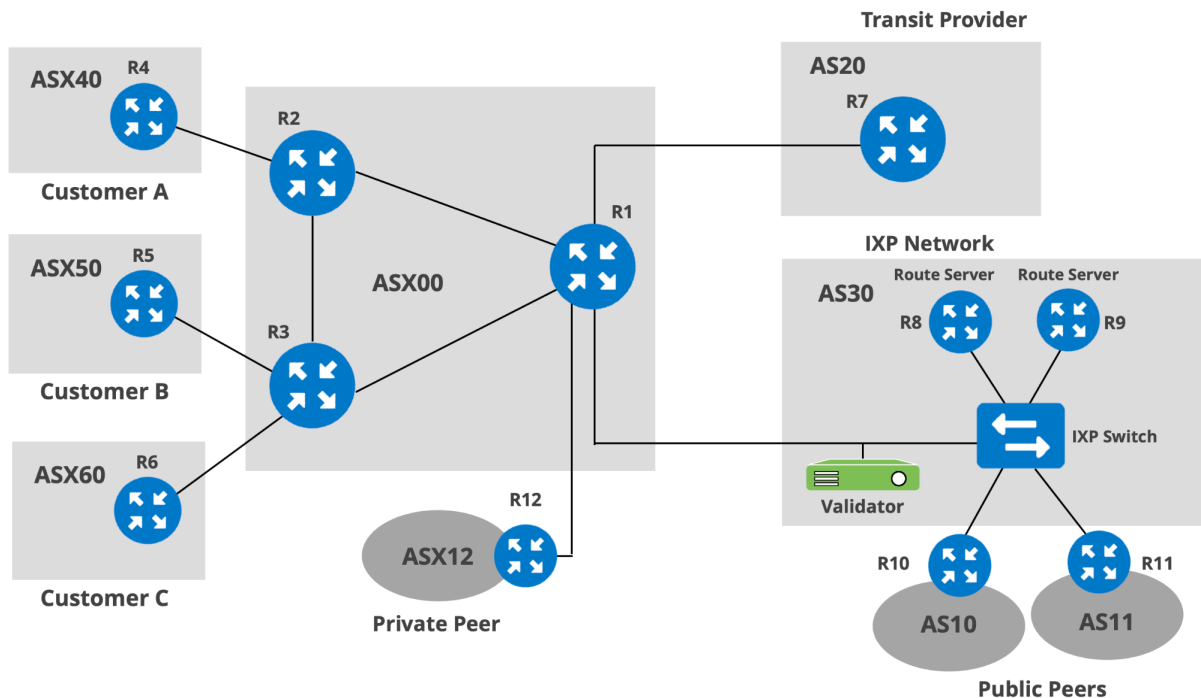 Transit Provider
ASX40
R4
Customer A
ASX50
R5
Customer B
ASX60
R6
Customer C
R2
R1
ASX00
R3
AS20
R7
IXP Network
AS30
Route Server
Route Server
R8
R9
IXP Switch
Validator
R12
ASX12
Private Peer
R10
R11
AS10
AS11
Public Peers